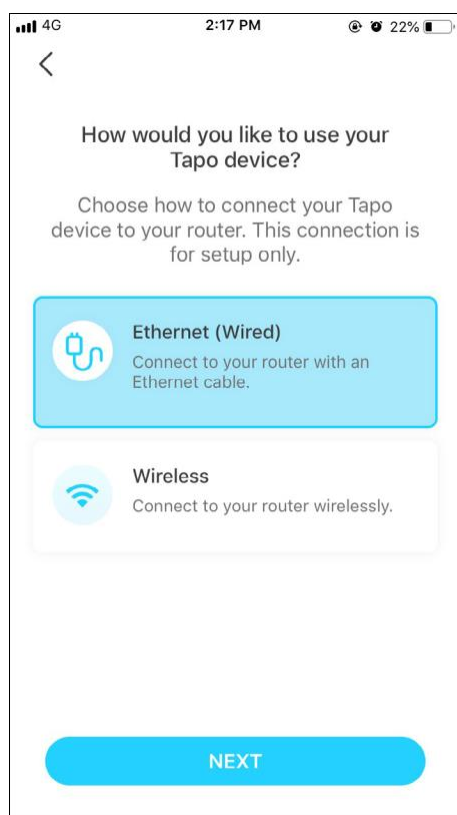 4G 2:17 PM 22%
How would you like to use your
Tapo device?
Choose how to connect your Tapo
device to your router. This connection is
for setup only.
Ethernet (Wired)
Connect to your router with an
Ethernet cable.
Wireless
Connect to your router wirelessly.
NEXT